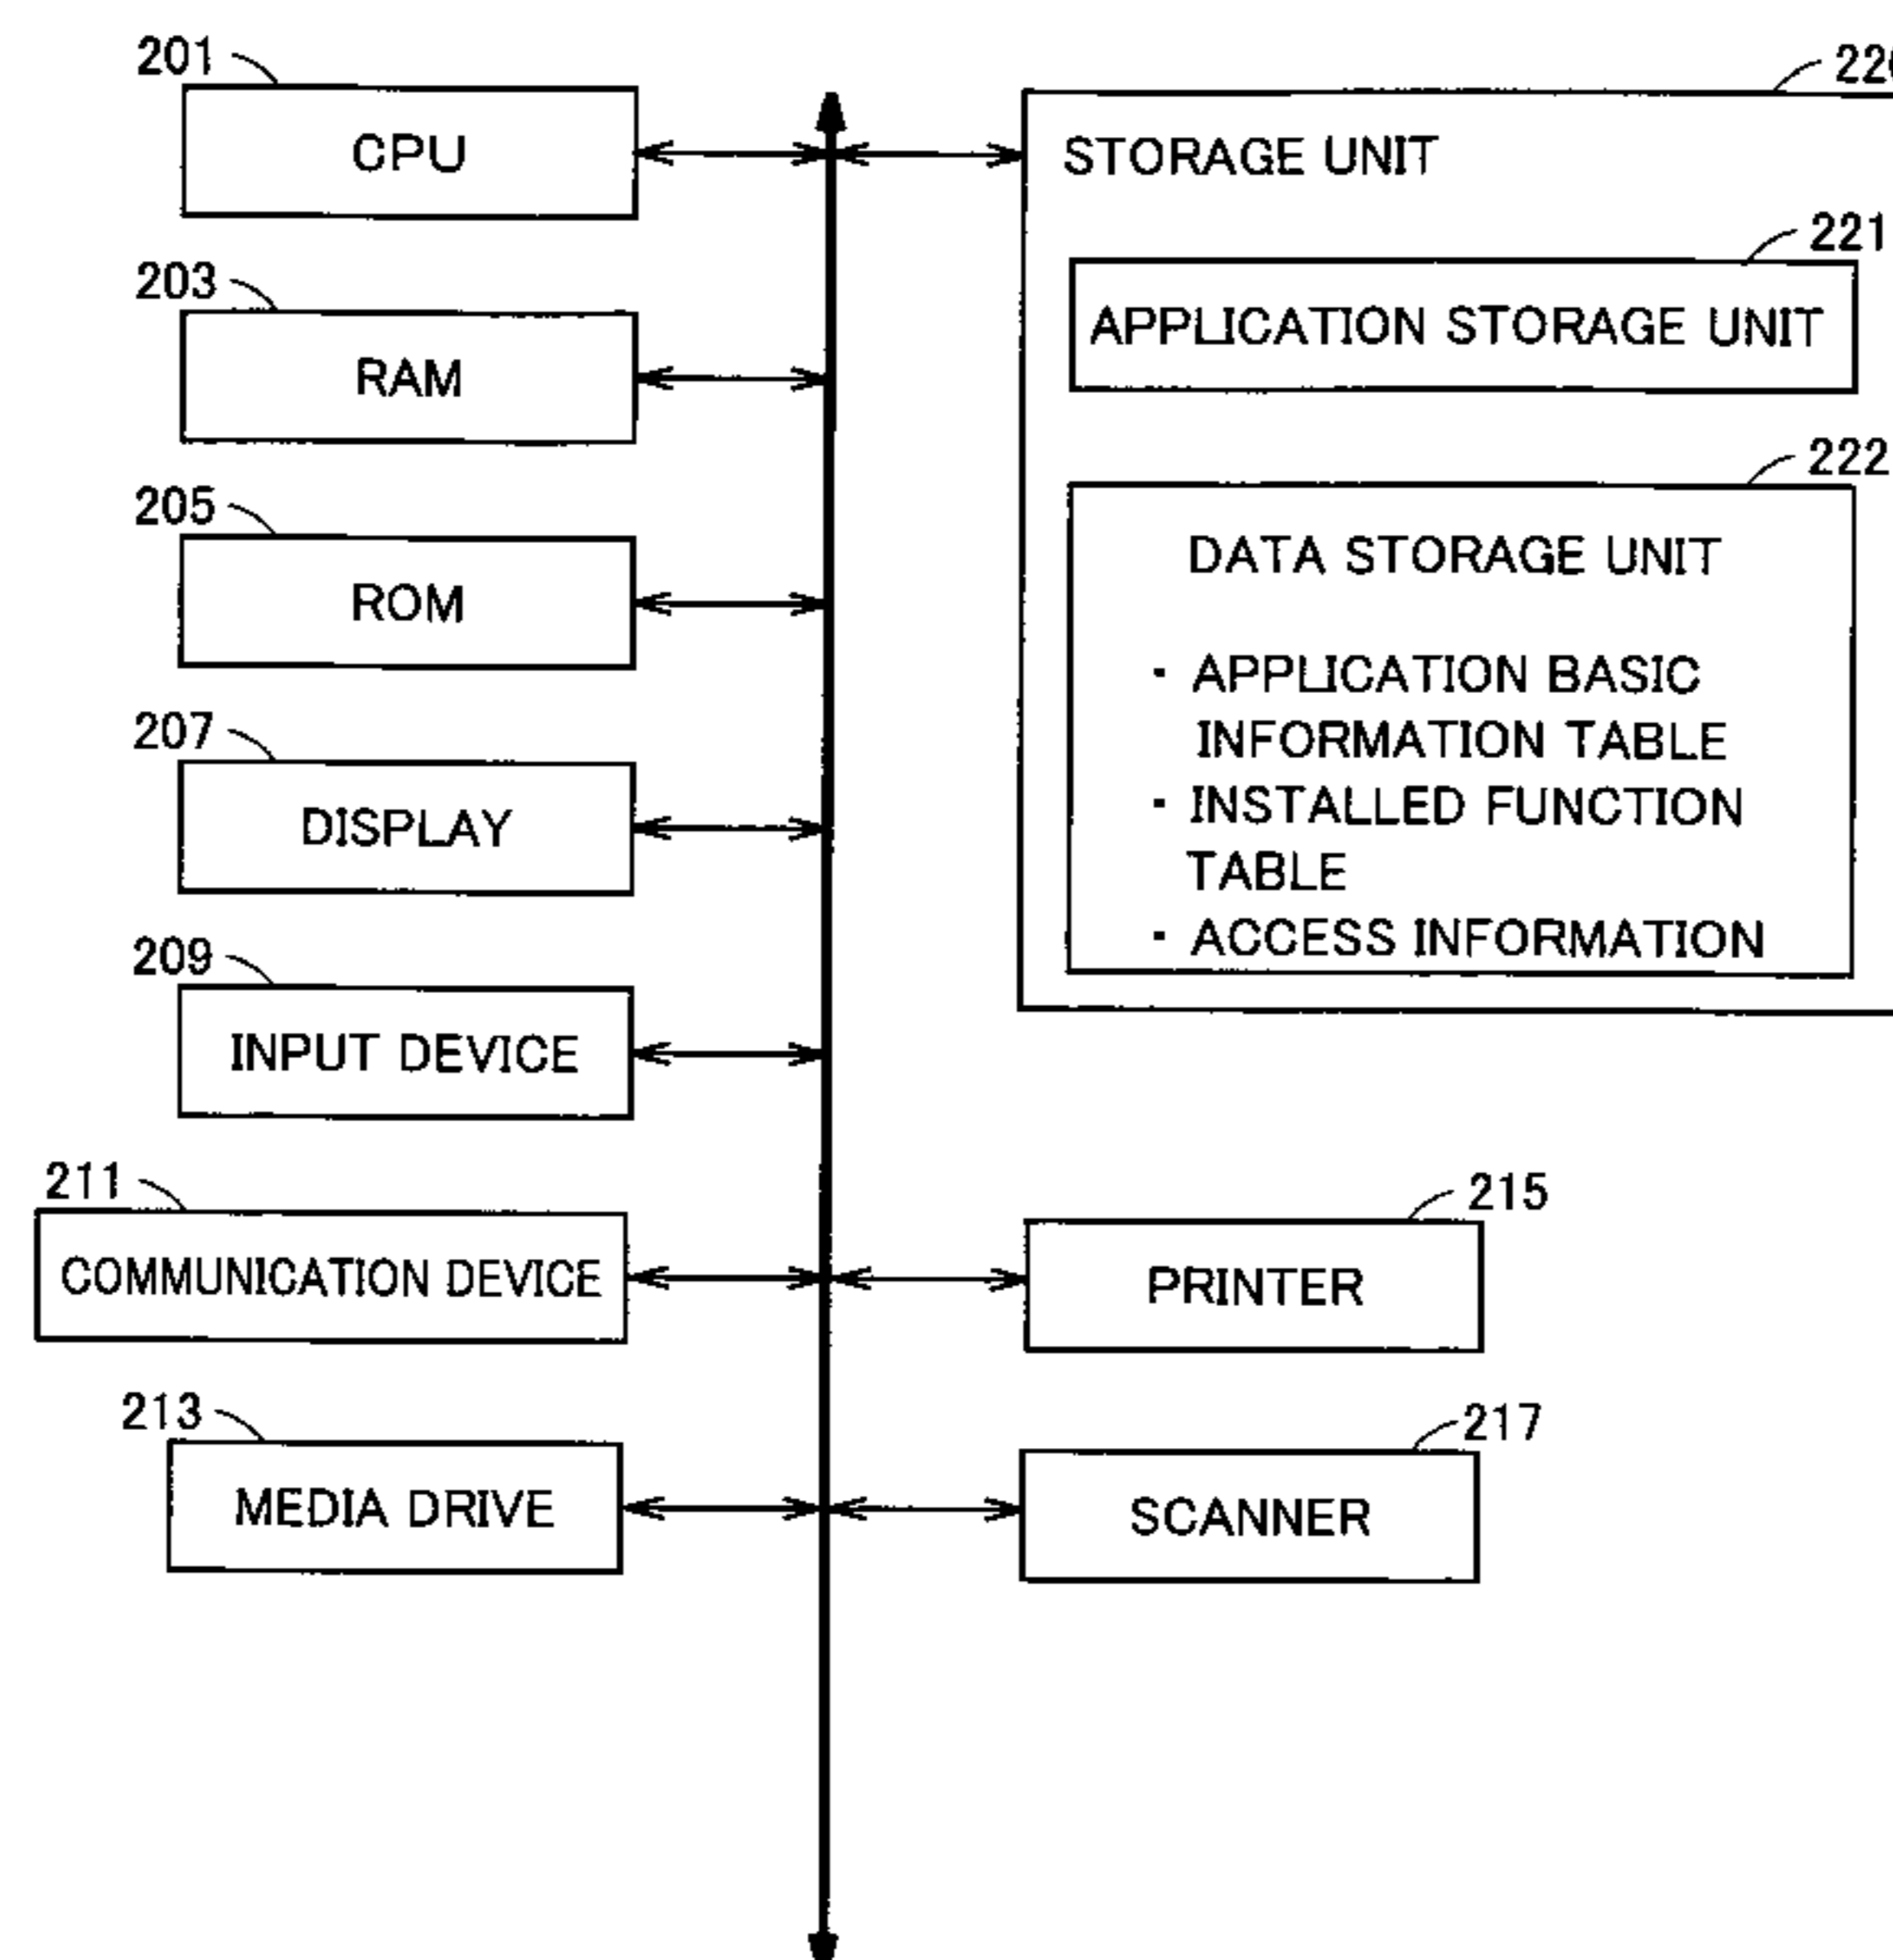 201
CPU
203
RAM
205
ROM
207
DISPLAY
209
INPUT DEVICE
211
COMMUNICATION DEVICE
213
MEDIA DRIVE
STORAGE UNIT
221
APPLICATION STORAGE UNIT
222
DATA STORAGE UNIT
・ APPLICATION BASIC
INFORMATION TABLE
・ INSTALLED FUNCTION
TABLE
・ ACCESS INFORMATION
215
PRINTER
217
SCANNER